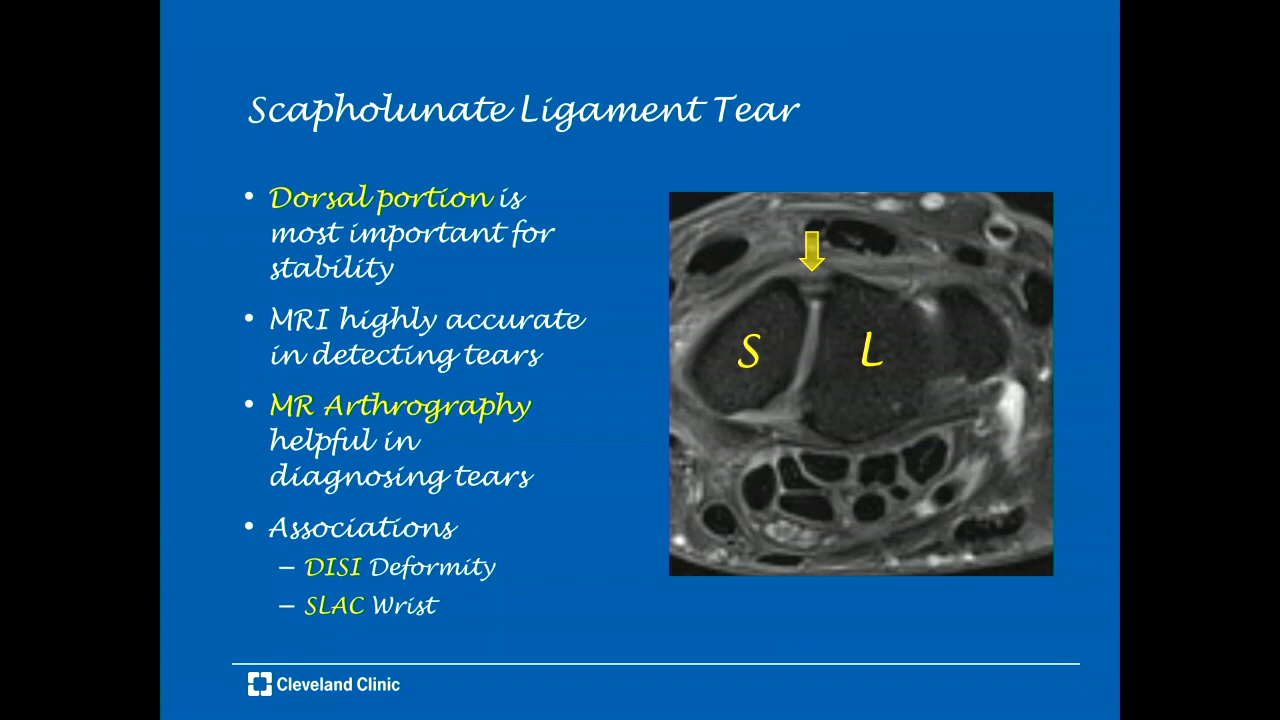 Scapholunate Ligament Tear
• Dorsal portion is
most important for
stability
• MRI highly accurate
in detecting tears
• MR Arthrography
helpful in
diagnosing tears
• Associations
– DISI Deformity
– SLAC Wrist
S
L
Cleveland Clinic